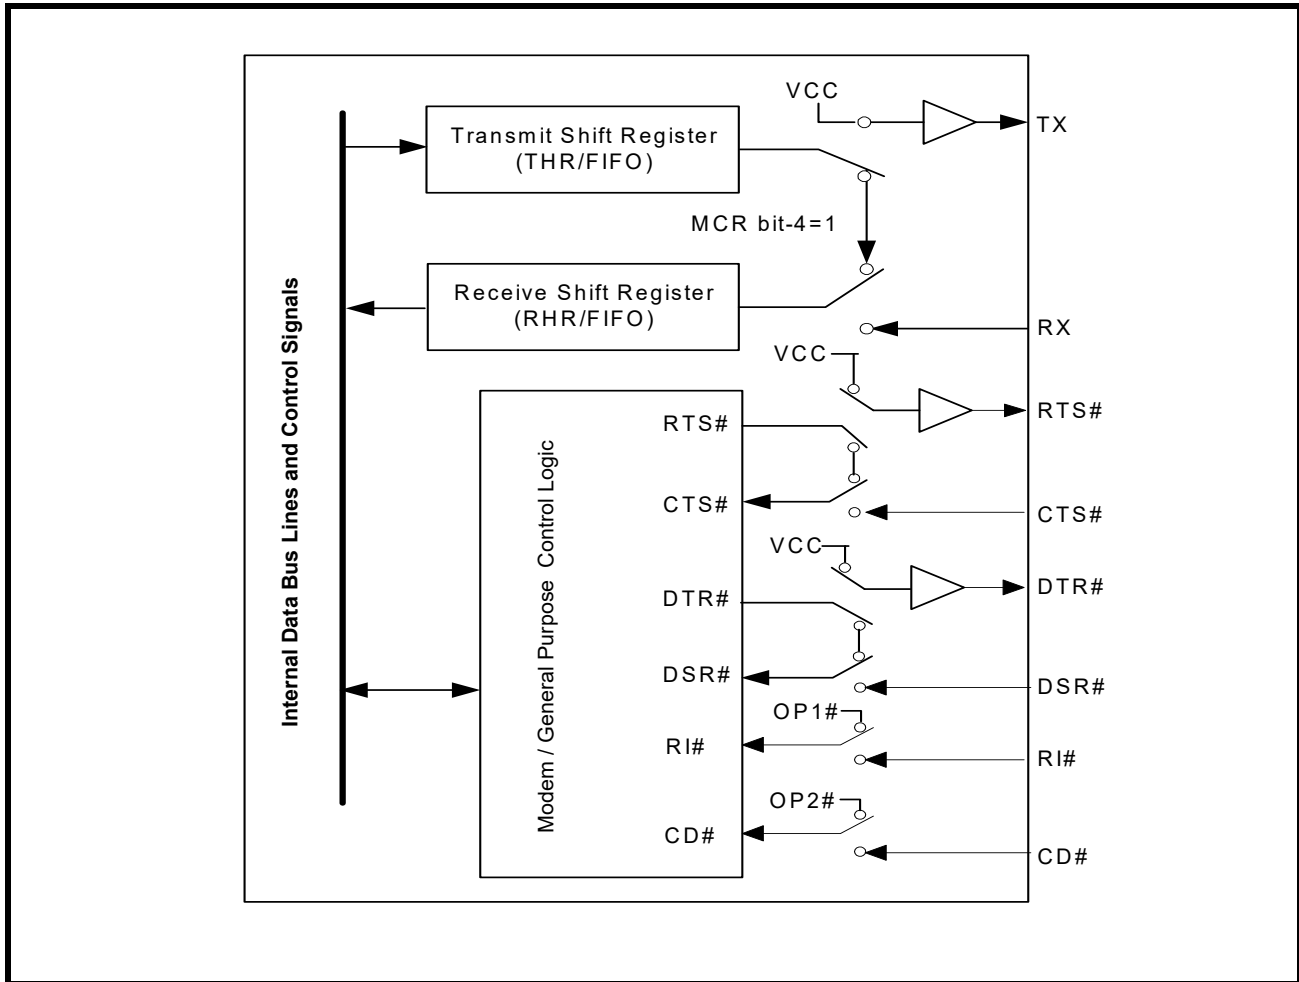 VCC
TX
Transmit Shift Register
(THR/FIFO)
MCR bit-4=1
Receive Shift Register
(RHR/FIFO)
RX
VCC
RTS#
RTS#
CTS#
CTS#
VCC
DTR#
DTR#
DSR#
DSR#
OP1#
RI#
RI#
OP2#
CD#
CD#
Internal Data Bus Lines and Control Signals
Modem / General Purpose Control Logic